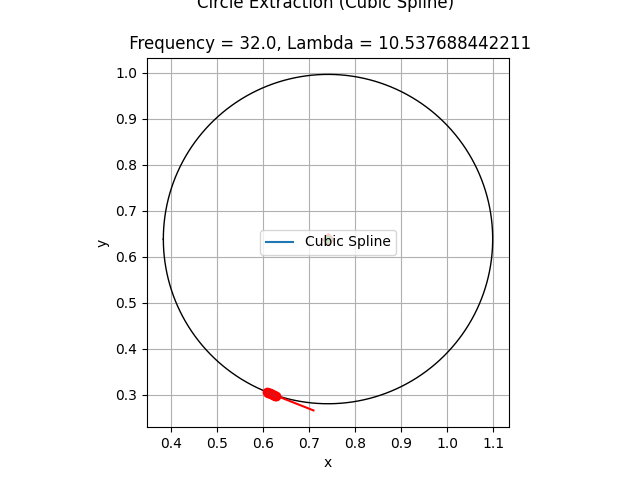 Circle Extraction (Cubic Spline)
Frequency = 32.0, Lambda = 10.537688442211
1.0
0.9
0.8
0.7
0.6
0.5
0.4
0.3
y
Cubic Spline
0.4 0.5 0.6 0.7 0.8 0.9 1.0 1.1
x